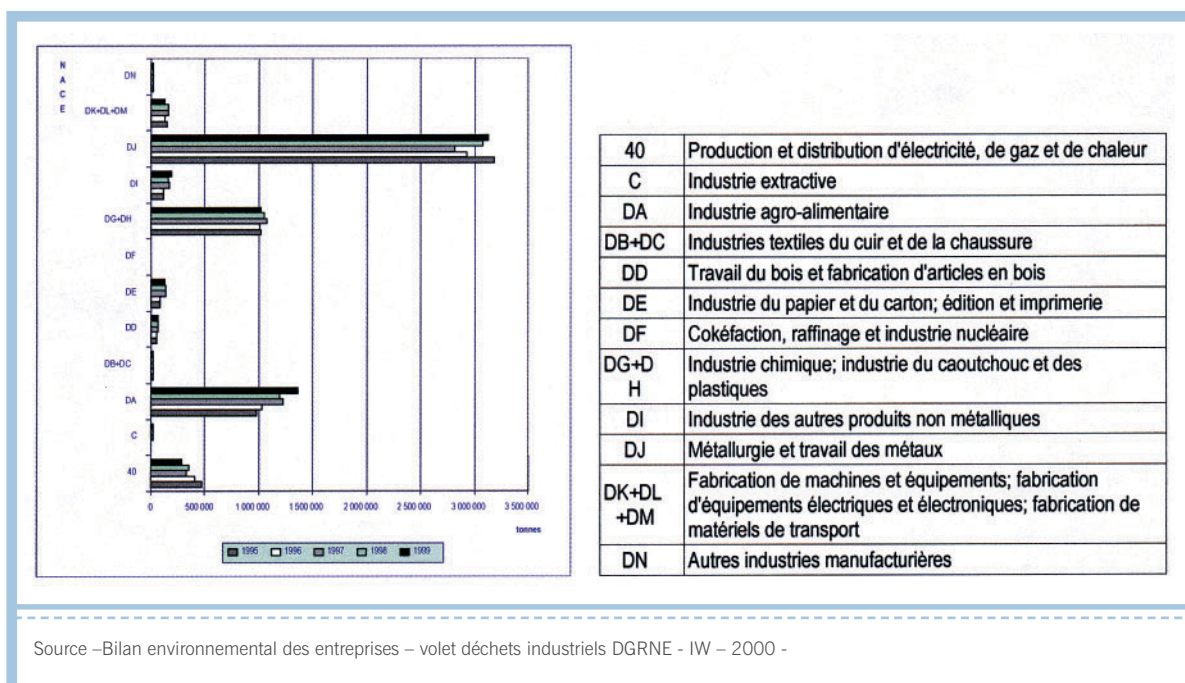 N
A
C
E
DN
DK+DL+DM
DJ
DI
DG+DH
DF
DE
DD
DB+DC
DA
C
40
0 500 000 1 000 000 1 500 000 2 000 000 2 500 000 3 000 000 3 500 000
tonnes
1995 1996 1997 1998 1999
40 Production et distribution d'électricité, de gaz et de chaleur
C Industrie extractive
DA Industrie agro-alimentaire
DB+DC Industries textiles du cuir et de la chaussure
DD Travail du bois et fabrication d'articles en bois
DE Industrie du papier et du carton; édition et imprimerie
DF Cokéfaction, raffinage et industrie nucléaire
DG+D Industrie chimique; industrie du caoutchouc et des
H plastiques
DI Industrie des autres produits non métalliques
DJ Métallurgie et travail des métaux
Fabrication de machines et équipements; fabrication
DK+DL d'équipements électriques et électroniques; fabrication de
+DM matériels de transport
DN Autres industries manufacturières
Source –Bilan environnemental des entreprises – volet déchets industriels DGRNE - IW – 2000 -